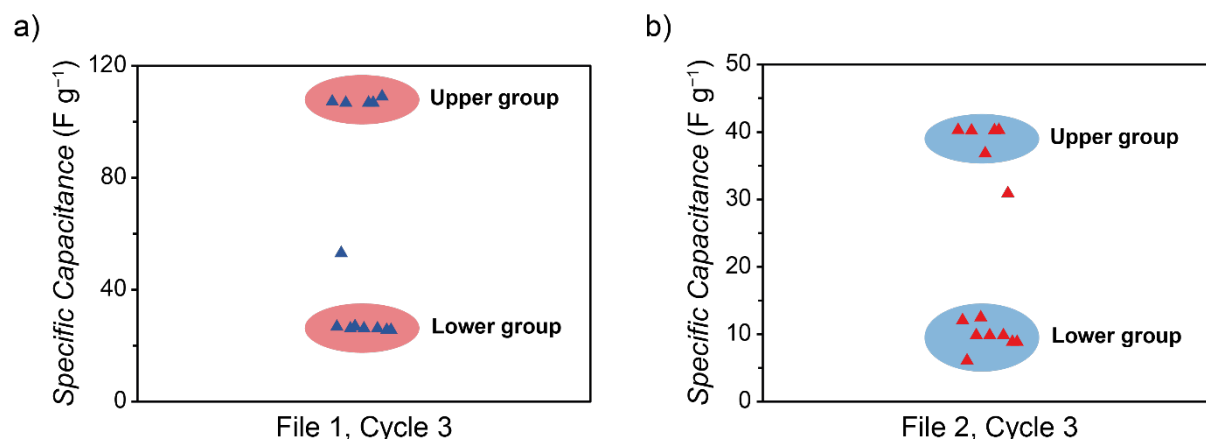 a)
Specific Capacitance (F g⁻¹)
120
80
40
0
Upper group
Lower group
File 1, Cycle 3
b)
Specific Capacitance (F g⁻¹)
50
40
30
20
10
0
Upper group
Lower group
File 2, Cycle 3